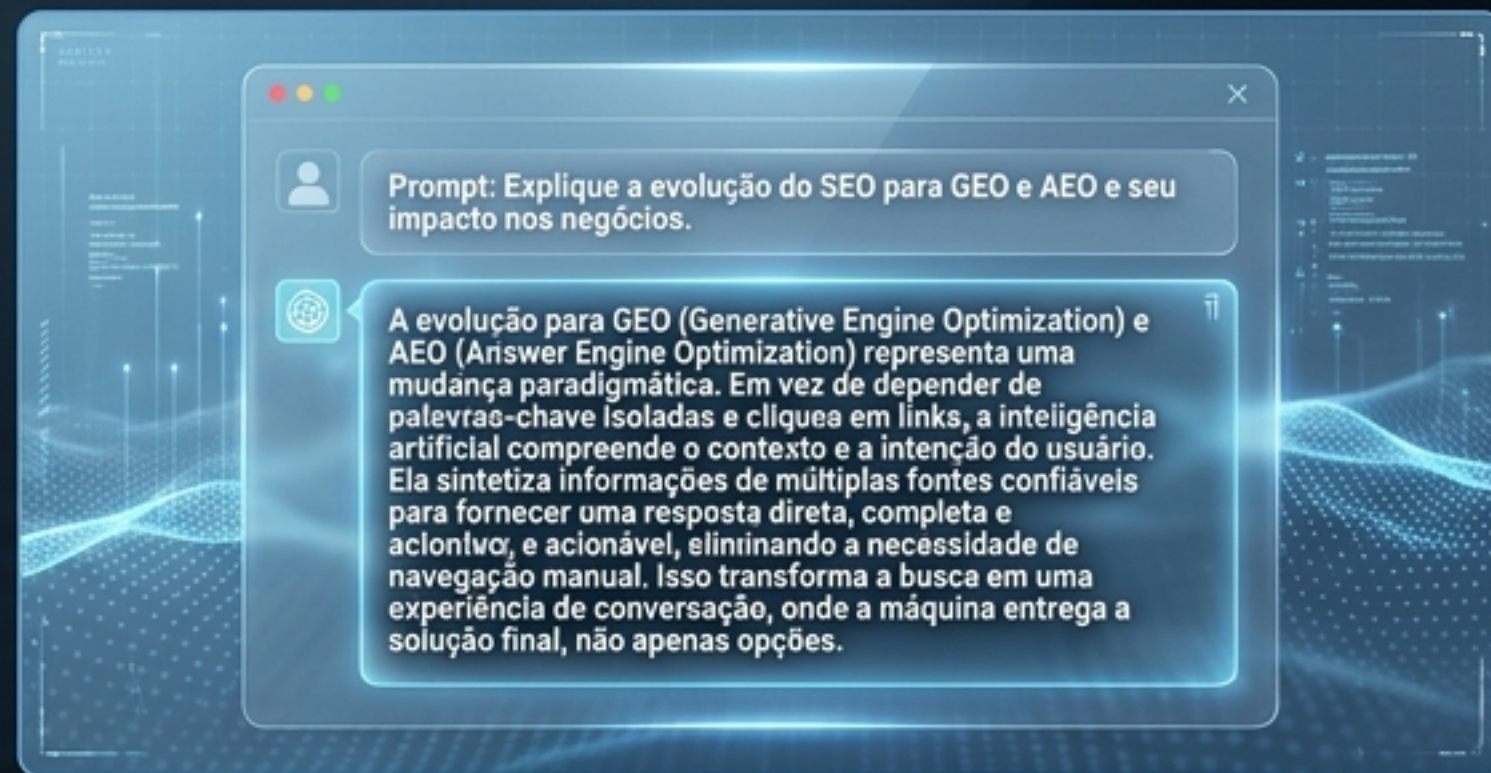 Prompt: Explique a evolução do SEO para GEO e AEO e seu
impacto nos negócios.
A evolução para GEO (Generative Engine Optimization) e
AEO (Ariswer Engine Optimization) representa uma
mudança paradigmática. Em vez de depender de
palevras-chave isoladas e cliquea em links, a inteiigência
artificial compreende o contexto e a intenção do usuário.
Ela sintetiza informações de múltiplas fontes confiáveis
para fornecer uma resposta direta, completa e
e acionável, a necessidade de
navegação manual. Isso transforma a busca em uma
experiência de conversação, onde a máquina entrega a
solução final, não apenas opções.